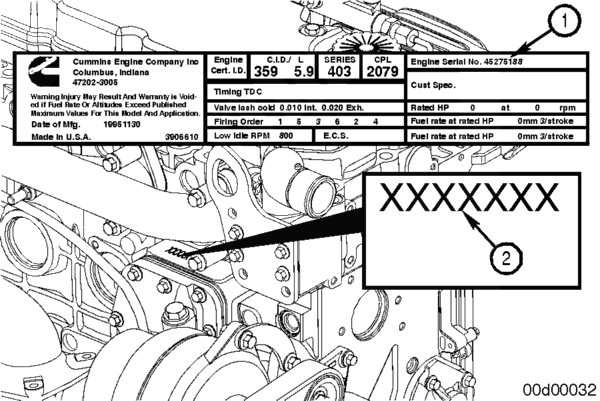 1
Cummins Engine Company Inc
Columbus, Indiana
47202-3005
Warning Injury May Result And Warranty is Void-
ed if Fuel Rate Or Altitudes Exceed Published
Maximum Values For This Model And Application.
Date of Mfg. 19951130
Made in U.S.A. 3906610
Engine Cert. I.D. C.I.D./ L 359 5.9 SERIES 403 CPL 2079
Timing TDC
Valve lash cold 0.010 Int. 0.020 Exh.
Firing Order 1 5 3 6 2 4
Low Idle RPM 800 E.C.S.
Engine Serial No. 45275188
Cust Spec.
Rated HP 0 at 0 rpm
Fuel rate at rated HP 0mm 3/stroke
Fuel rate at rated HP 0mm 3/stroke
XXXXXXX
2
00d00032